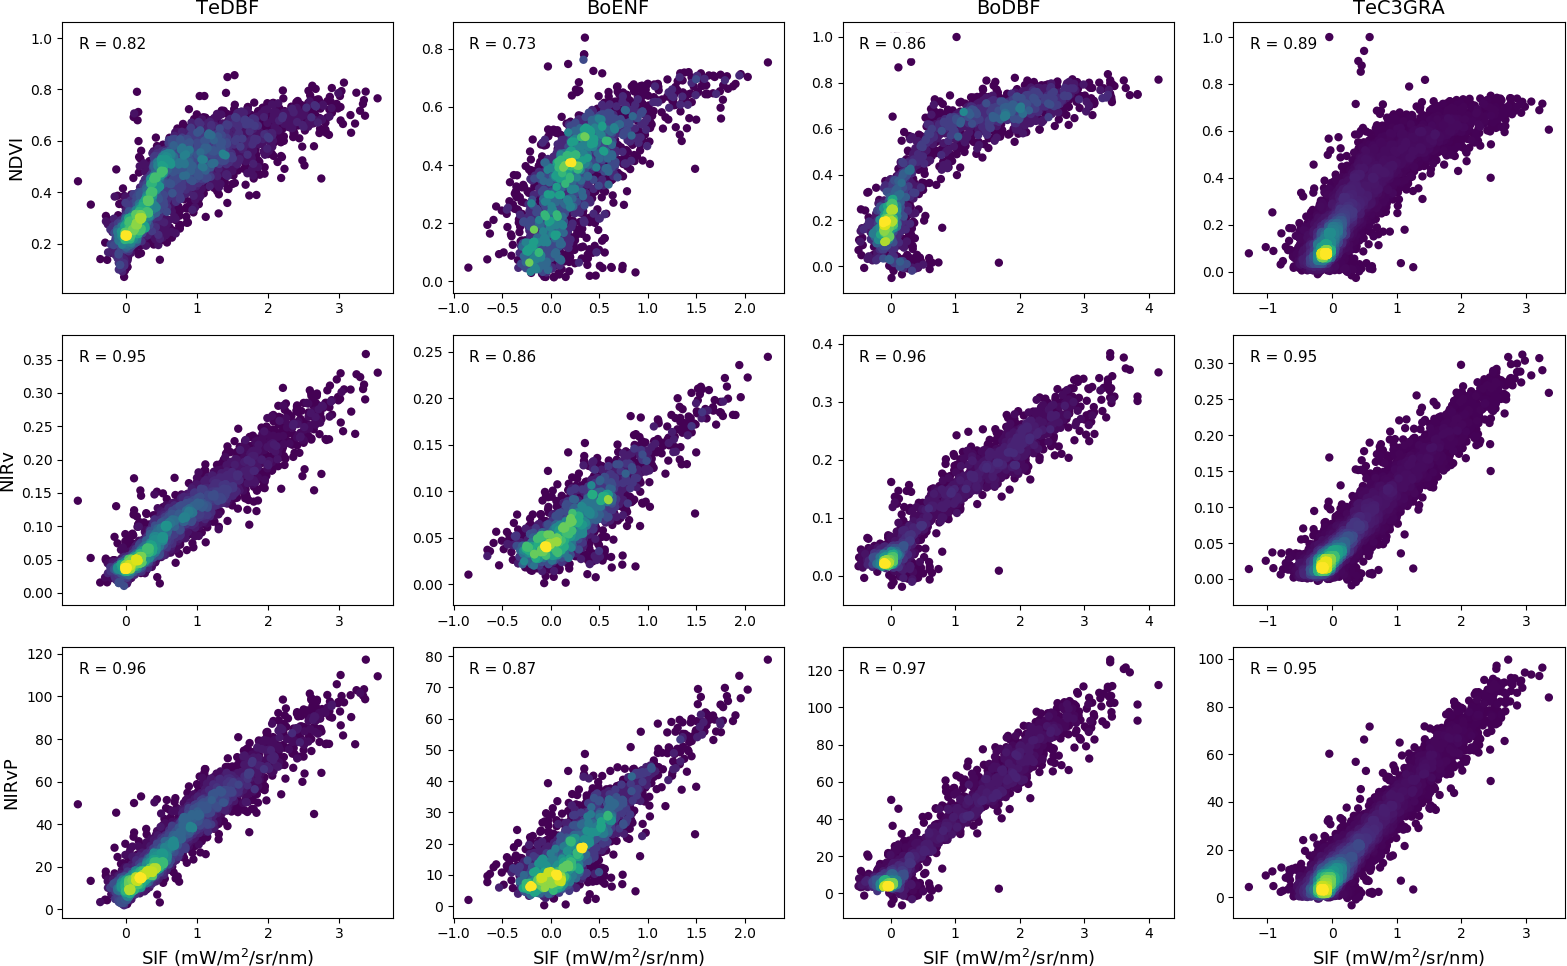 TeDBF BoENF BoDBF TeC3GRA
R = 0.82 R = 0.73 R = 0.86 R = 0.89
NDVI
1.0 0.8 0.6 0.4 0.2
0.8 0.6 0.4 0.2 0.0
1.0 0.8 0.6 0.4 0.2 0.0
1.0 0.8 0.6 0.4 0.2 0.0
0 1 2 3
−1.0 −0.5 0.0 0.5 1.0 1.5 2.0
0 1 2 3 4
−1 0 1 2 3
R = 0.95 R = 0.86 R = 0.96 R = 0.95
NIRv
0.35 0.30 0.25 0.20 0.15 0.10 0.05 0.00
0.25 0.20 0.15 0.10 0.05 0.00
0.4 0.3 0.2 0.1 0.0
0.30 0.25 0.20 0.15 0.10 0.05 0.00
0 1 2 3
−1.0 −0.5 0.0 0.5 1.0 1.5 2.0
0 1 2 3 4
−1 0 1 2 3
R = 0.96 R = 0.87 R = 0.97 R = 0.95
NIRvP
120 100 80 60 40 20 0
80 70 60 50 40 30 20 10 0
120 100 80 60 40 20 0
100 80 60 40 20 0
0 1 2 3
−1.0 −0.5 0.0 0.5 1.0 1.5 2.0
0 1 2 3 4
−1 0 1 2 3
SIF (mW/m²/sr/nm) SIF (mW/m²/sr/nm) SIF (mW/m²/sr/nm) SIF (mW/m²/sr/nm)